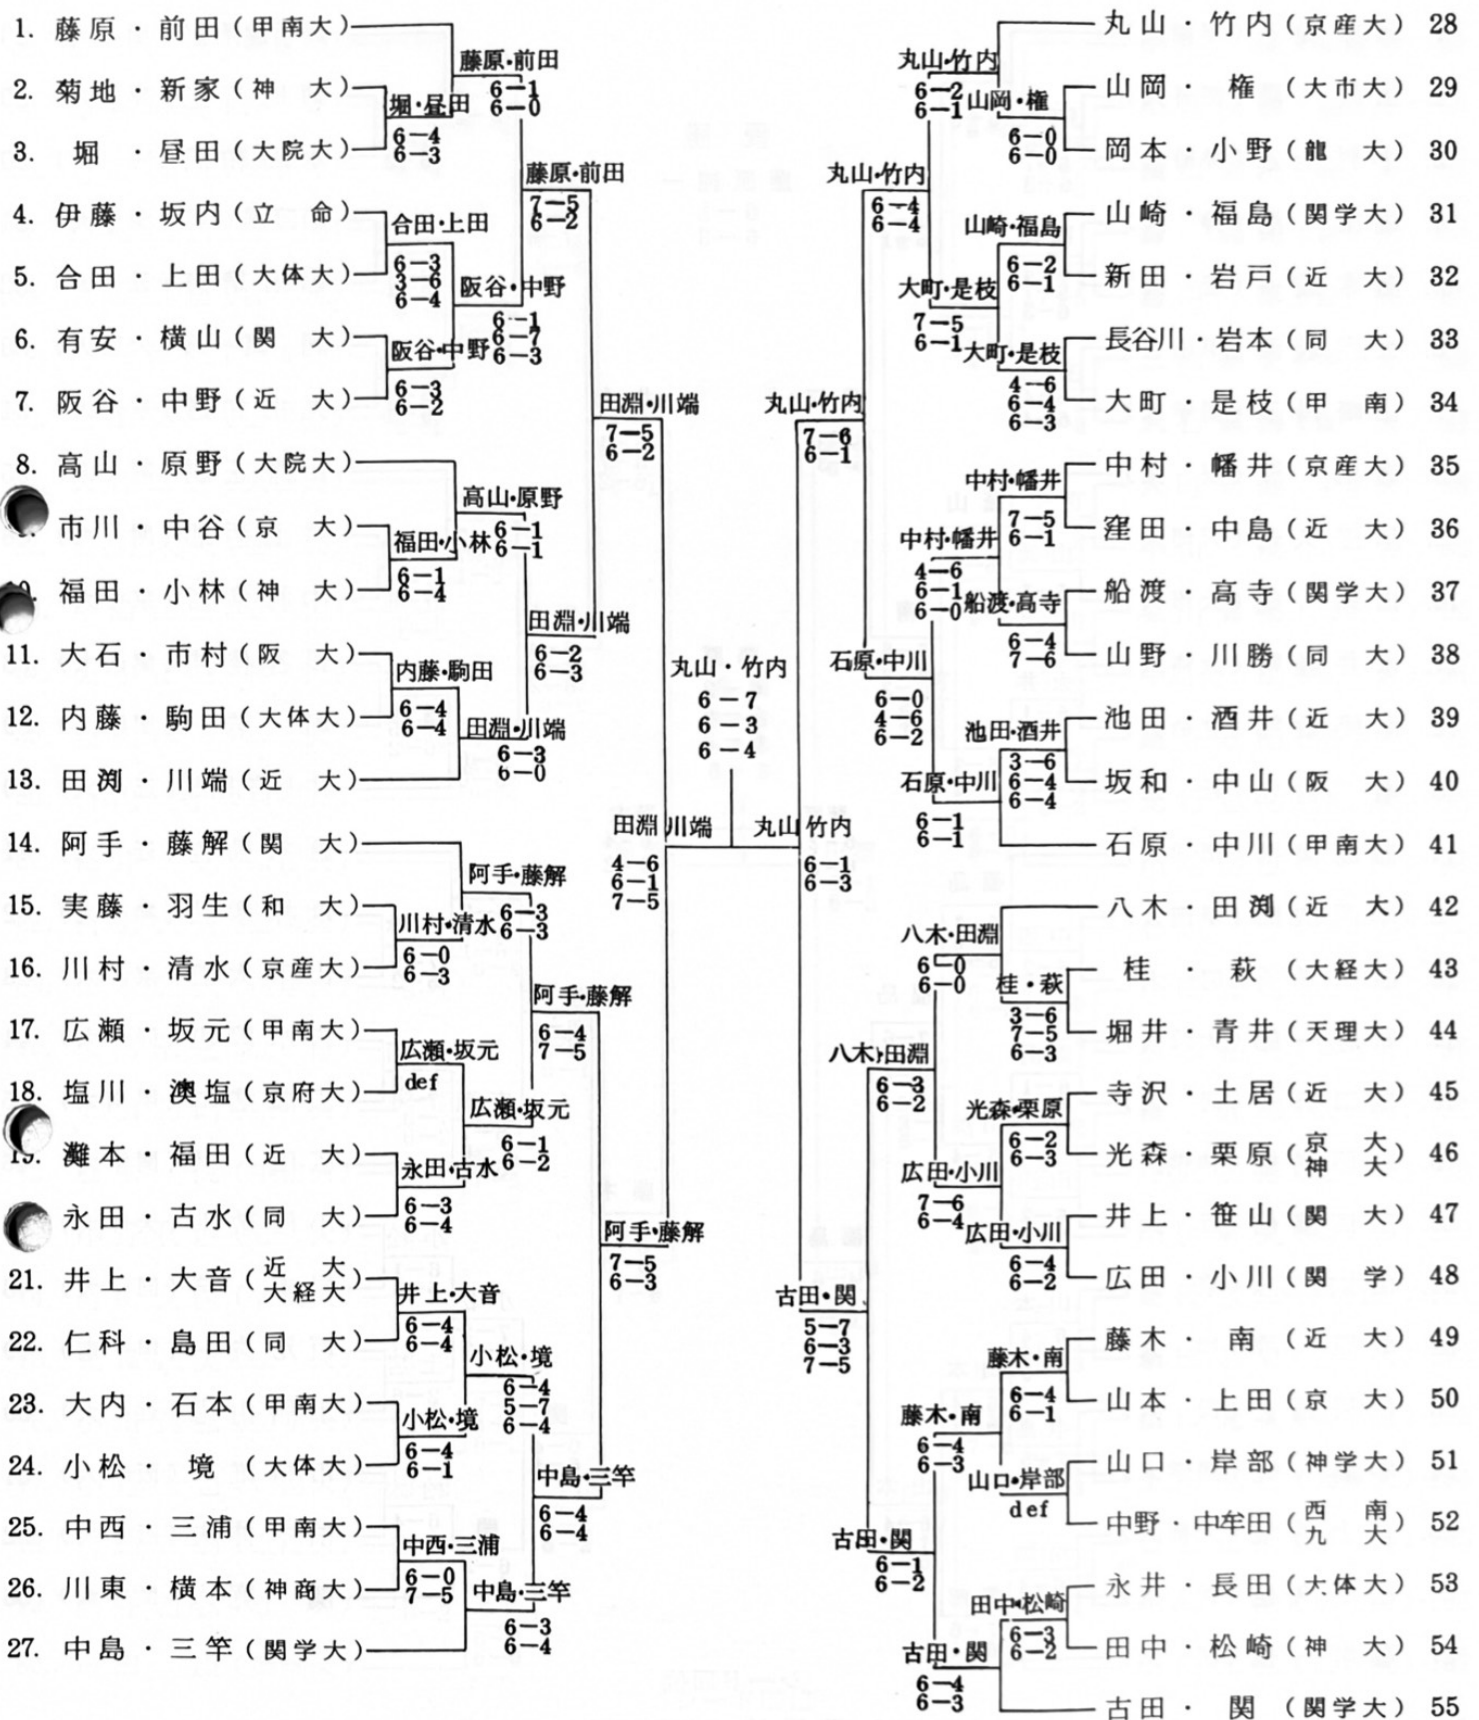 1. 藤原・前田(甲南大)
2. 菊地・新家(神 大)
3. 堀 ・昼田(大院大)
4. 伊藤・坂内(立 命)
5. 合田・上田(大体大)
6. 有安・横山(関 大)
7. 阪谷・中野(近 大)
8. 高山・原野(大院大)
市川・中谷(京 大)
福田・小林(神 大)
11. 大石・市村(阪 大)
12. 内藤・駒田(大体大)
13. 田渕・川端(近 大)
14. 阿手・藤解(関 大)
15. 実藤・羽生(和 大)
16. 川村・清水(京産大)
17. 広瀬・坂元(甲南大)
18. 塩川・澳塩(京府大)
19. 灘本・福田(近 大)
永田・古水(同 大)
21. 井上・大音(近 大
大経大)
22. 仁科・島田(同 大)
23. 大内・石本(甲南大)
24. 小松・境(大体大)
25. 中西・三浦(甲南大)
26. 川東・横本(神商大)
27. 中島・三竿(関学大)
堀・昼田
6-4
6-3
合田・上田
6-3
3-6
6-4
阪谷・中野
6-3
6-2
福田・小林
6-1
6-4
内藤・駒田
6-4
6-4
川村・清水
6-0
6-3
広瀬・坂元
def
永田・古水
6-3
6-4
井上・大音
6-4
6-4
小松・境
6-4
6-1
中西・三浦
6-0
7-5
藤原・前田
6-1
6-0
阪谷・中野
6-1
6-7
6-3
高山・原野
6-1
6-1
田淵・川端
6-3
6-0
阿手・藤解
6-3
6-3
広瀬・坂元
6-1
6-2
小松・境
6-4
5-7
6-4
中島・三竿
6-3
6-4
藤原・前田
7-5
6-2
田淵・川端
6-2
6-3
阿手・藤解
6-4
7-5
中島・三竿
6-4
6-4
田淵・川端
7-5
6-2
阿手・藤解
7-5
6-3
田淵 川端
4-6
6-1
7-5
丸山・竹内
6-7
6-3
6-4
丸山 竹内
6-1
6-3
丸山・竹内
7-6
6-1
古田・関
5-7
6-3
7-5
丸山・竹内
6-4
6-4
石原・中川
6-0
4-6
6-2
八木・田淵
6-3
6-2
古田・関
6-1
6-2
丸山・竹内
6-2
6-1
大町・是枝
7-5
6-1
中村・幡井
4-6
6-1
6-0
石原・中川
6-1
6-1
八木・田淵
6-0
6-0
広田・小川
7-6
6-4
藤木・南
6-4
6-3
古田・関
6-4
6-3
山岡・権
6-0
6-0
山崎・福島
6-2
6-1
大町・是枝
4-6
6-4
6-3
中村・幡井
7-5
6-1
船渡・高寺
6-4
7-6
池田・酒井
3-6
6-4
6-4
桂・萩
3-6
7-5
6-3
光森・栗原
6-2
6-3
広田・小川
6-4
6-2
藤木・南
6-4
6-1
山口・岸部
def
田中・松崎
6-3
6-2
丸山・竹内(京産大) 28
山岡・権(大市大) 29
岡本・小野(龍 大) 30
山崎・福島(関学大) 31
新田・岩戸(近 大) 32
長谷川・岩本(同 大) 33
大町・是枝(甲 南) 34
中村・幡井(京産大) 35
窪田・中島(近 大) 36
船渡・高寺(関学大) 37
山野・川勝(同 大) 38
池田・酒井(近 大) 39
坂和・中山(阪 大) 40
石原・中川(甲南大) 41
八木・田渕(近 大) 42
桂 ・ 萩(大経大) 43
堀井・青井(天理大) 44
寺沢・土居(近 大) 45
光森・栗原(京 大
神 大) 46
井上・笹山(関 大) 47
広田・小川(関 学) 48
藤木・南(近 大) 49
山本・上田(京 大) 50
山口・岸部(神学大) 51
中野・中牟田(西 南
九 大) 52
永井・長田(大体大) 53
田中・松崎(神 大) 54
古田・関(関学大) 55